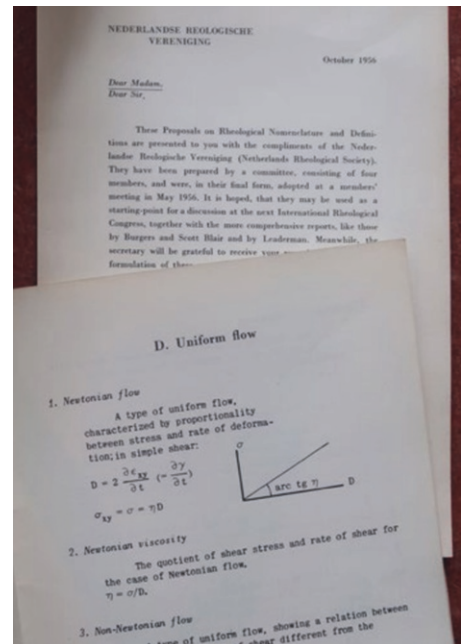 NEDERLANDSE REOLOGISCHE
VERENIGING
October 1956
Dear Madam,
Dear Sir,
These Proposals on Rheological Nomenclature and Defini-
tions are presented to you with the compliments of the Neder-
landse Reologische Vereniging (Netherlands Rheological Society).
They have been prepared by a committee, consisting of four
members, and were, in their final form, adopted at a members'
meeting in May 1956. It is hoped, that they may be used as a
starting-point for a discussion at the next International Rheological
Congress, together with the more comprehensive reports, like those
by Burgers and Scott Blair and by Leaderman. Meanwhile, the
secretary will be grateful to receive your
formulation of these
D. Uniform flow
1. Newtonian flow
A type of uniform flow,
characterized by proportionality
between stress and rate of deforma-
tion; in simple shear:
D = 2 ∂ε_xy/∂t (= ∂γ/∂t)
σ_xy = σ = ηD
σ
arc tg η
D
2. Newtonian viscosity
The quotient of shear stress and rate of shear for
the case of Newtonian flow.
η = σ/D.
3. Non-Newtonian flow
type of uniform flow, showing a relation between
of shear different from the